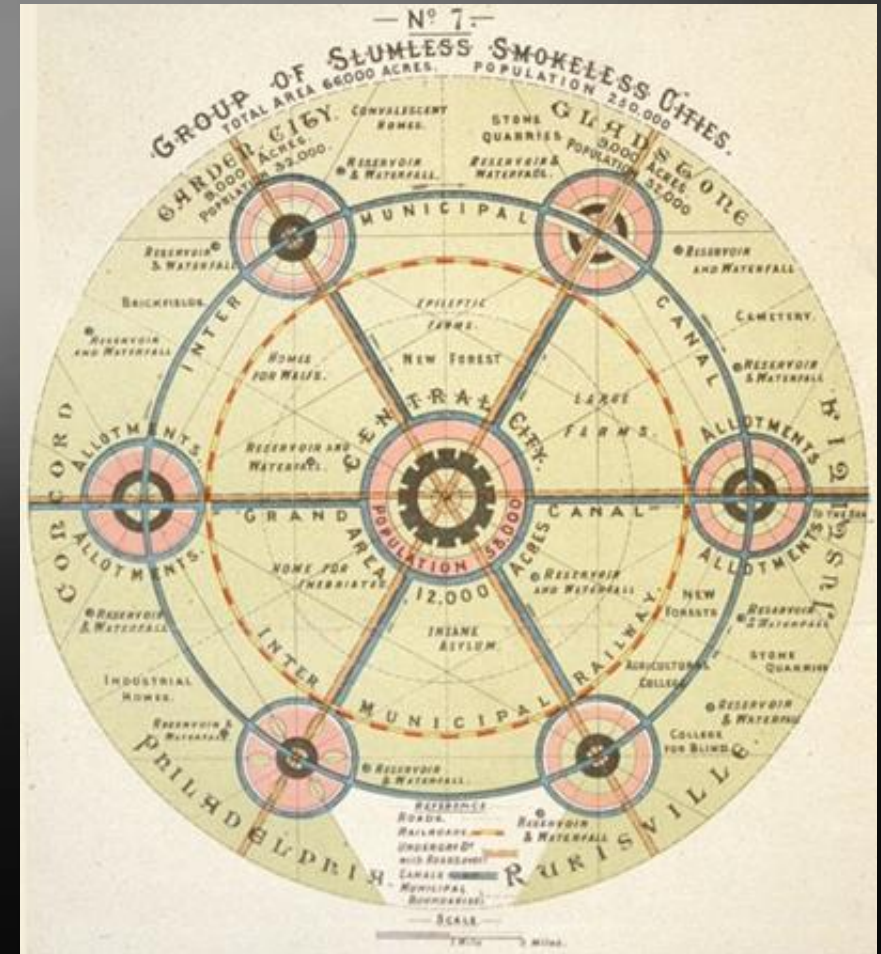 Nº 7.
GROUP OF SLUMLESS SMOKELESS CITIES.
TOTAL AREA 66,000 ACRES. POPULATION 250,000
GARDEN CITY.
9,000 ACRES.
POPULATION 32,000.
CONVALESCENT
HOMES.
STONE
QUARRIES
GLADSTONE
9,000 ACRES
POPULATION
32,000
RESERVOIR
& WATERFALL.
RESERVOIR &
WATERFALL.
MUNICIPAL
RESERVOIR
& WATERFALL
RESERVOIR
AND WATERFALL
BRICKFIELDS.
INTER
EPILEPTIC
FARMS.
CANAL
CEMETERY.
RESERVOIR
AND WATERFALL
HOMES
FOR WAIFS.
NEW FOREST
RESERVOIR
& WATERFALL
LARGE
FARMS.
CENTRAL CITY.
CONCORD
ALLOTMENTS
RESERVOIR AND
WATERFALL.
ALLOTMENTS
JUSTITIA
GRAND
CANAL
TO THE SEA
POPULATION 58,000
ALLOTMENTS.
ALLOTMENTS
AREA
12,000
ACRES
HOME FOR
INEBRIATES.
RESERVOIR
AND WATERFALL
RESERVOIR
& WATERFALL
NEW
FORESTS
RESERVOIR
& WATERFALL
INSANE
ASYLUM.
STONE
QUARRIES
INTER MUNICIPAL RAILWAY.
AGRICULTURAL
COLLEGE
INDUSTRIAL
HOMES.
RESERVOIR
& WATERFALL
RESERVOIR &
WATERFALL
COLLEGE
FOR BLIND
PHILADELPHIA.
RESERVOIR
& WATERFALL.
RURISVILLE.
RESERVOIR
& WATERFALL
REFERENCE
ROADS.
RAILROADS
CANALS
MUNICIPAL
BOUNDARIES
SCALE